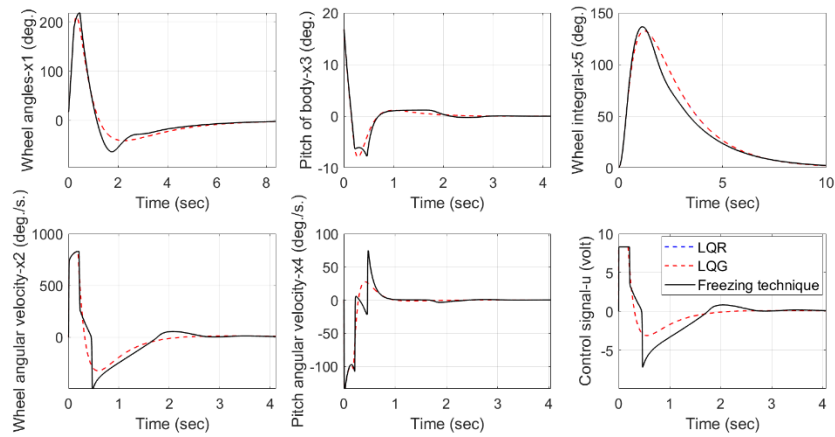 Wheel angles-x1 (deg.)
200
100
0
0 2 4 6 8
Time (sec)
Pitch of body-x3 (deg.)
20
10
0
-10
0 1 2 3 4
Time (sec)
Wheel integral-x5 (deg.)
150
100
50
0
0 5 10
Time (sec)
Wheel angular velocity-x2 (deg./s.)
1000
500
0
0 1 2 3 4
Time (sec)
Pitch angular velocity-x4 (deg./s.)
100
50
0
-50
-100
0 1 2 3 4
Time (sec)
Control signal-u (volt)
10
5
0
-5
0 1 2 3 4
Time (sec)
LQR
LQG
Freezing technique